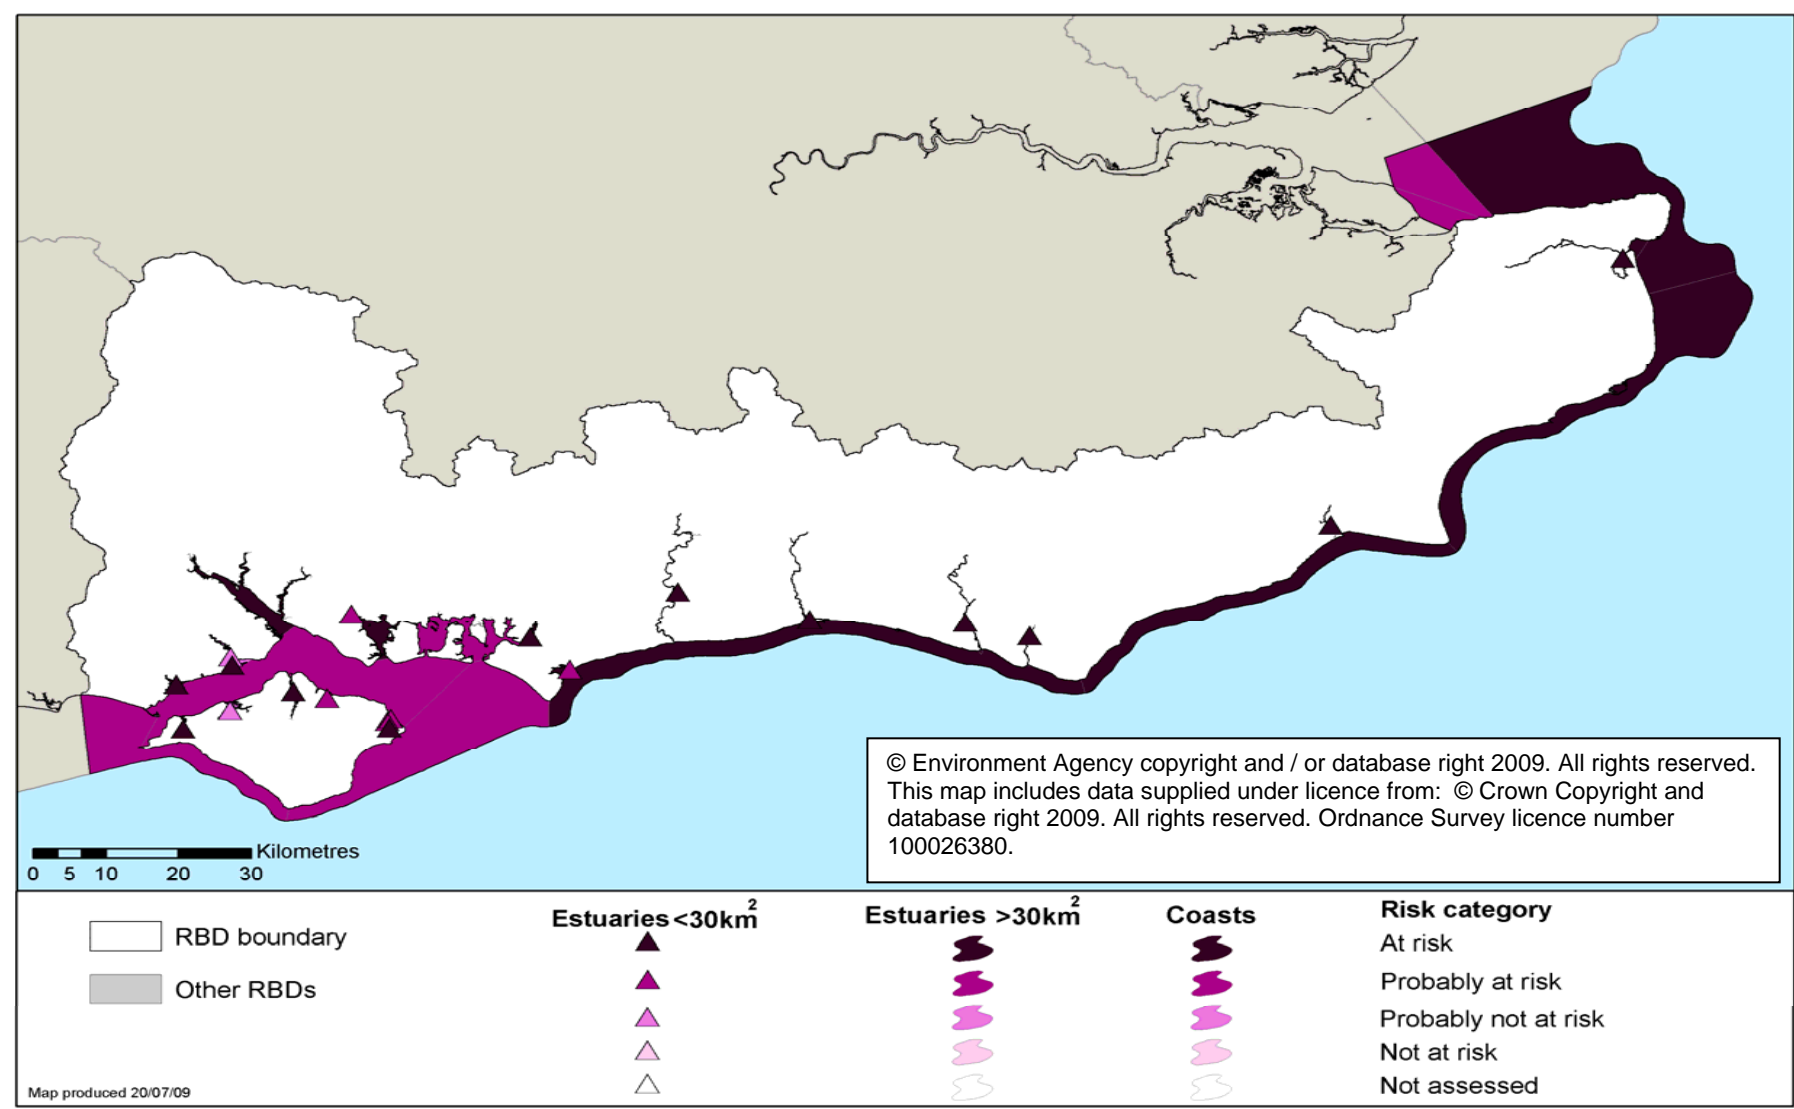 © Environment Agency copyright and / or database right 2009. All rights reserved.
This map includes data supplied under licence from: © Crown Copyright and
database right 2009. All rights reserved. Ordnance Survey licence number
100026380.
Kilometres
0 5 10 20 30
RBD boundary
Other RBDs
Estuaries <30km²
Estuaries >30km²
Coasts
Risk category
At risk
Probably at risk
Probably not at risk
Not at risk
Not assessed
Map produced 20/07/09